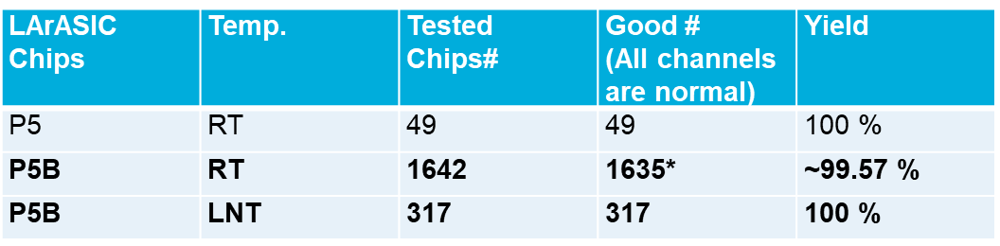 LArASIC Chips Temp. Tested Chips# Good # (All channels are normal) Yield
P5 RT 49 49 100 %
P5B RT 1642 1635* ~99.57 %
P5B LNT 317 317 100 %